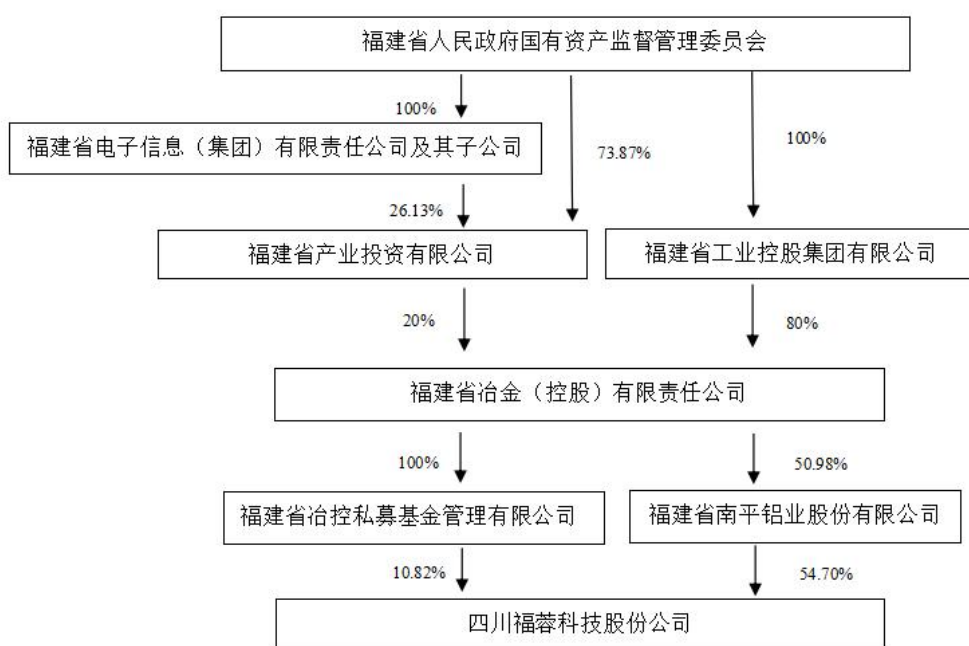 福建省人民政府国有资产监督管理委员会
100%
福建省电子信息（集团）有限责任公司及其子公司
73.87%
100%
26.13%
福建省产业投资有限公司
福建省工业控股集团有限公司
20%
80%
福建省冶金（控股）有限责任公司
100%
50.98%
福建省冶控私募基金管理有限公司
福建省南平铝业股份有限公司
10.82%
54.70%
四川福蓉科技股份公司